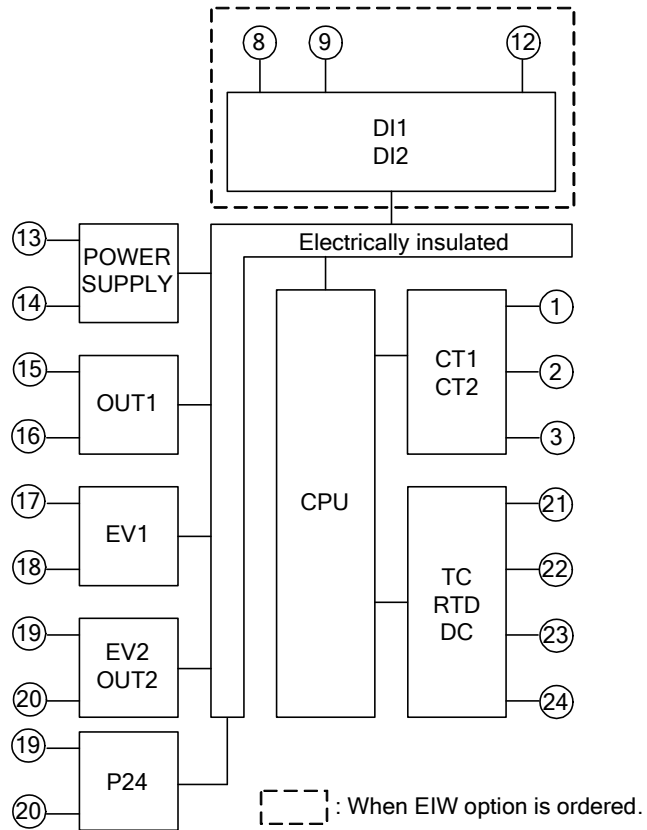 8 9 12
DI1
DI2
Electrically insulated
13
14
POWER
SUPPLY
15
16
OUT1
17
18
EV1
19
20
EV2
OUT2
19
20
P24
CPU
CT1
CT2
1
2
3
TC
RTD
DC
21
22
23
24
: When EIW option is ordered.